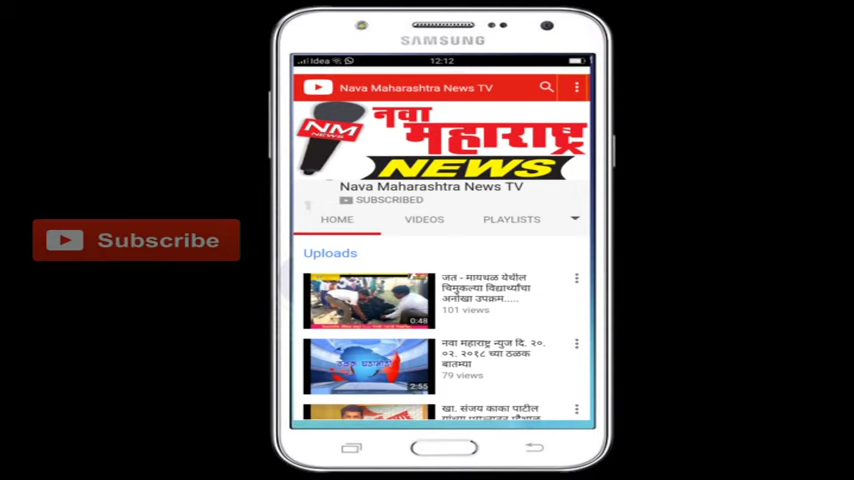 SAMSUNG
Idea 12:12
Nava Maharashtra News TV
नवा
महाराष्ट्र
NM
NEWS
NEWS
Nava Maharashtra News TV
SUBSCRIBED
HOME VIDEOS PLAYLISTS
Subscribe
Uploads
जत - मायथळ येथील
चिमुकल्या विद्यार्थ्यांचा
अनोखा उपक्रम.....
101 views
0:48
नवा महाराष्ट्र न्युज दि. २०.
०२. २०१८ च्या ठळक
बातम्या
79 views
2:55
खा. संजय काका पाटील